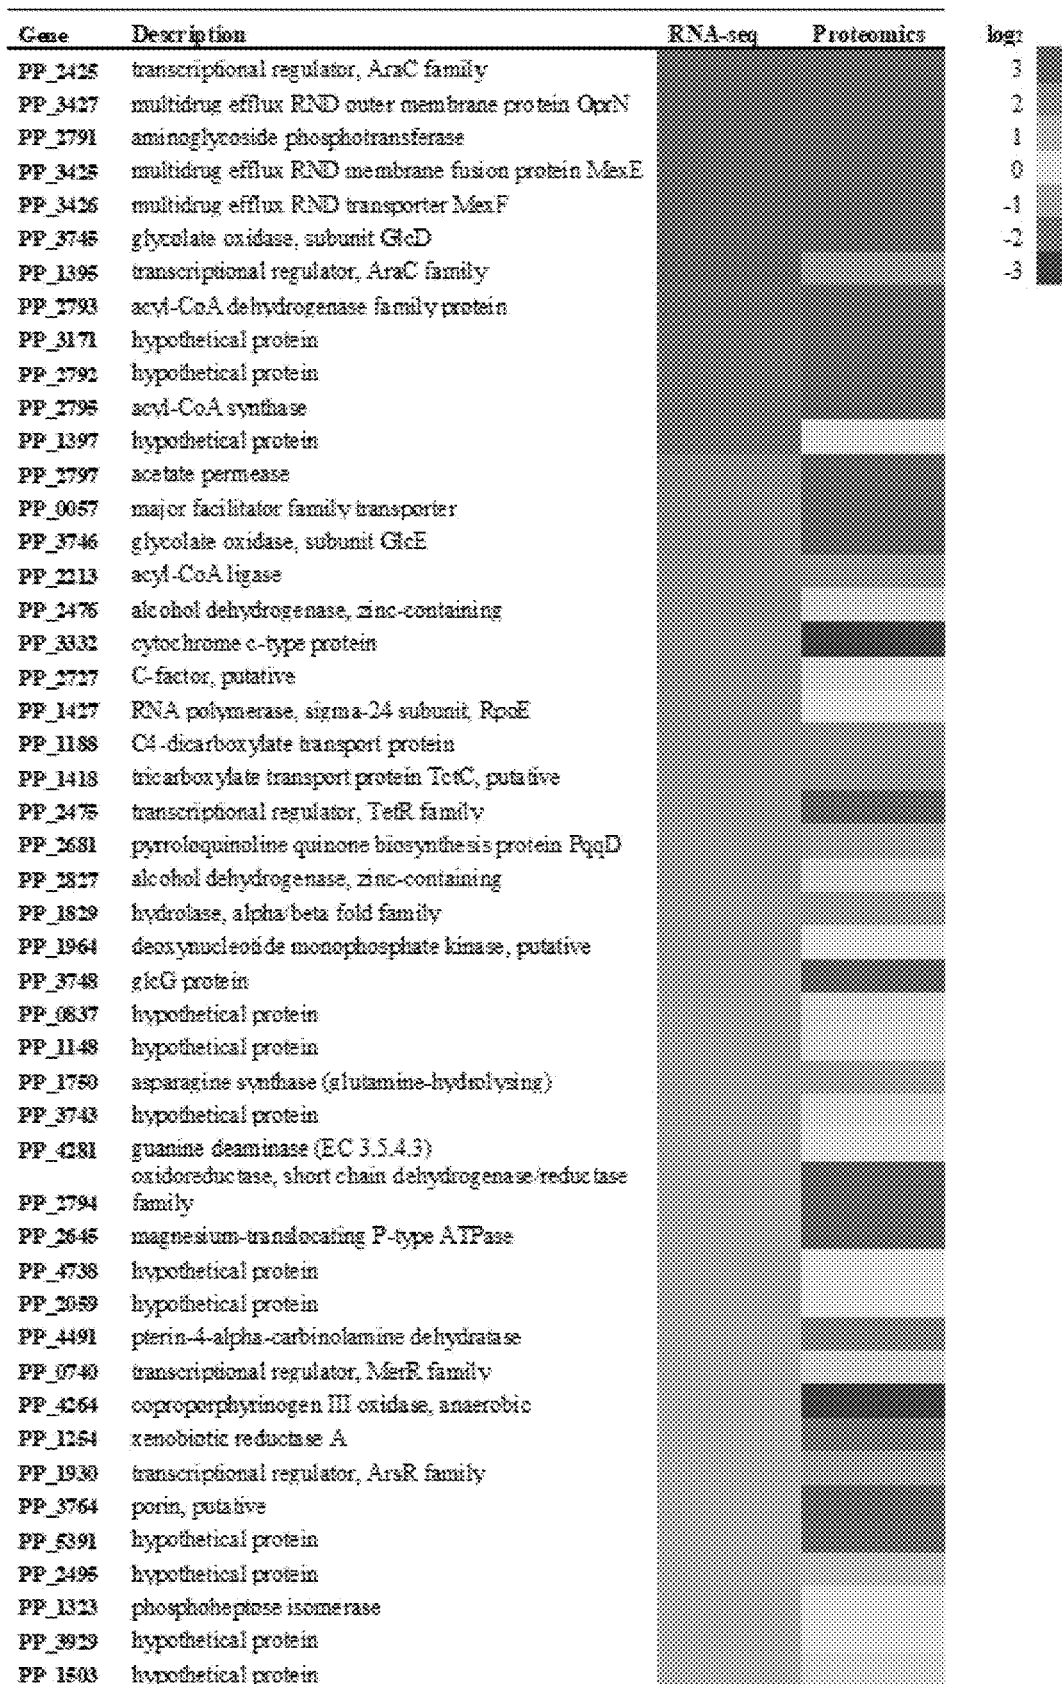 Gene Description RNA-seq Proteomics log2
PP_2425 transcriptional regulator, AraC family 3
PP_3427 multidrug efflux RND outer membrane protein OprN 2
PP_2791 aminoglycoside phosphotransferase 1
PP_3425 multidrug efflux RND membrane fusion protein MexE 0
PP_3426 multidrug efflux RND transporter MexF -1
PP_3745 glycolate oxidase, subunit GlcD -2
PP_1395 transcriptional regulator, AraC family -3
PP_2793 acyl-CoA dehydrogenase family protein
PP_3171 hypothetical protein
PP_2792 hypothetical protein
PP_2795 acyl-CoA synthase
PP_1397 hypothetical protein
PP_2797 acetate permease
PP_0057 major facilitator family transporter
PP_3746 glycolate oxidase, subunit GlcE
PP_2213 acyl-CoA ligase
PP_2476 alcohol dehydrogenase, zinc-containing
PP_3332 cytochrome c-type protein
PP_2727 C-factor, putative
PP_1427 RNA polymerase, sigma-24 subunit, RpoE
PP_1188 C4-dicarboxylate transport protein
PP_1418 tricarboxylate transport protein TctC, putative
PP_2475 transcriptional regulator, TetR family
PP_2681 pyrroloquinoline quinone biosynthesis protein PqqD
PP_2827 alcohol dehydrogenase, zinc-containing
PP_1829 hydrolase, alpha/beta fold family
PP_1964 deoxynucleotide monophosphate kinase, putative
PP_3748 glcG protein
PP_0837 hypothetical protein
PP_1148 hypothetical protein
PP_1750 asparagine synthase (glutamine-hydrolysing)
PP_3743 hypothetical protein
PP_4281 guanine deaminase (EC 3.5.4.3)
oxidoreductase, short chain dehydrogenase/reductase
PP_2794 family
PP_2645 magnesium-translocating P-type ATPase
PP_4738 hypothetical protein
PP_2059 hypothetical protein
PP_4491 pterin-4-alpha-carbinolamine dehydratase
PP_0740 transcriptional regulator, MerR family
PP_4264 coproporphyrinogen III oxidase, anaerobic
PP_1254 xenobiotic reductase A
PP_1930 transcriptional regulator, ArsR family
PP_3764 porin, putative
PP_5391 hypothetical protein
PP_2495 hypothetical protein
PP_1323 phosphoheptose isomerase
PP_3929 hypothetical protein
PP_1503 hypothetical protein